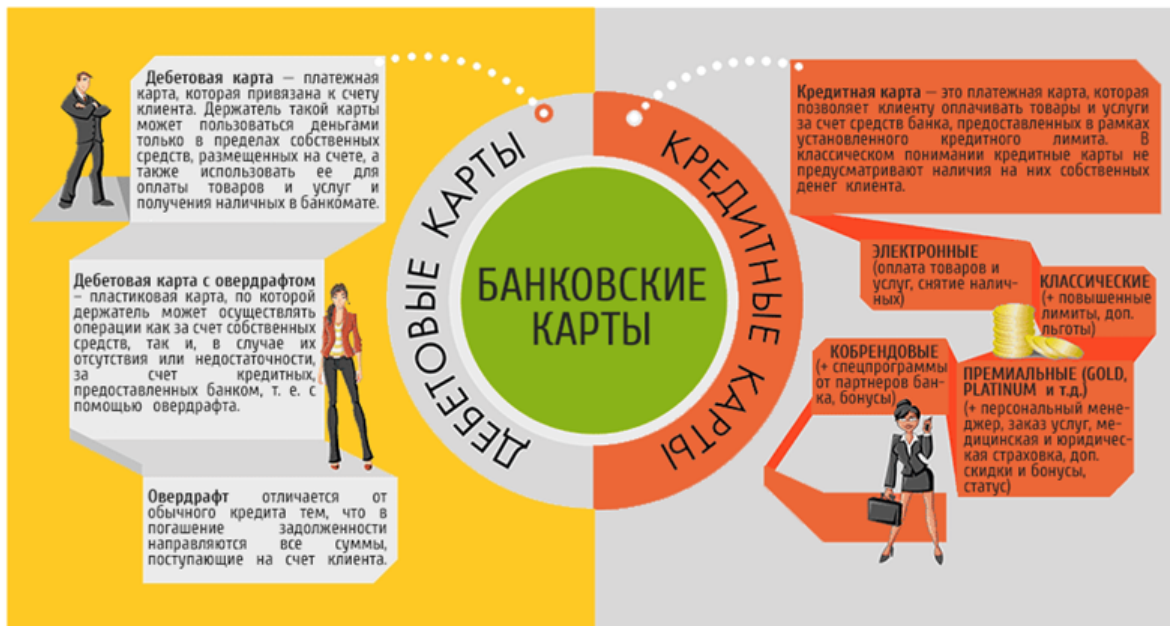 Дебетовая карта — платежная
карта, которая привязана к счету
клиента. Держатель такой карты
может пользоваться деньгами
только в пределах собственных
средств, размещенных на счете, а
также использовать ее для
оплаты товаров и услуг и
получения наличных в банкомате.
Дебетовая карта с овердрафтом
– пластиковая карта, по которой
держатель может осуществлять
операции как за счет собственных
средств, так и, в случае их
отсутствия или недостаточности,
за счет кредитных,
предоставленных банком, т. е. с
помощью овердрафта.
Овердрафт отличается от
обычного кредита тем, что в
погашение задолженности
направляются все суммы,
поступающие на счет клиента.
ДЕБЕТОВЫЕ КАРТЫ
БАНКОВСКИЕ
КАРТЫ
КРЕДИТНЫЕ КАРТЫ
Кредитная карта — это платежная карта, которая
позволяет клиенту оплачивать товары и услуги
за счет средств банка, предоставленных в рамках
установленного кредитного лимита. В
классическом понимании кредитные карты не
предусматривают наличия на них собственных
денег клиента.
ЭЛЕКТРОННЫЕ
(оплата товаров и
услуг, снятие налич-
ных)
КЛАССИЧЕСКИЕ
(+ повышенные
лимиты, доп.
льготы)
ПРЕМИАЛЬНЫЕ (GOLD,
PLATINUM и т.д.)
(+ персональный мене-
джер, заказ услуг, ме-
дицинская и юридичес-
кая страховка, доп.
скидки и бонусы,
статус)
КОБРЕНДОВЫЕ
(+ спецпрограммы
от партнеров бан-
ка, бонусы)